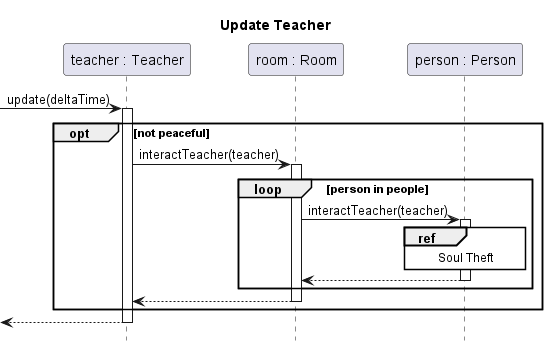 Update Teacher
teacher : Teacher
room : Room
person : Person
update(deltaTime)
opt
[not peaceful]
interactTeacher(teacher)
loop
[person in people]
interactTeacher(teacher)
ref
Soul Theft